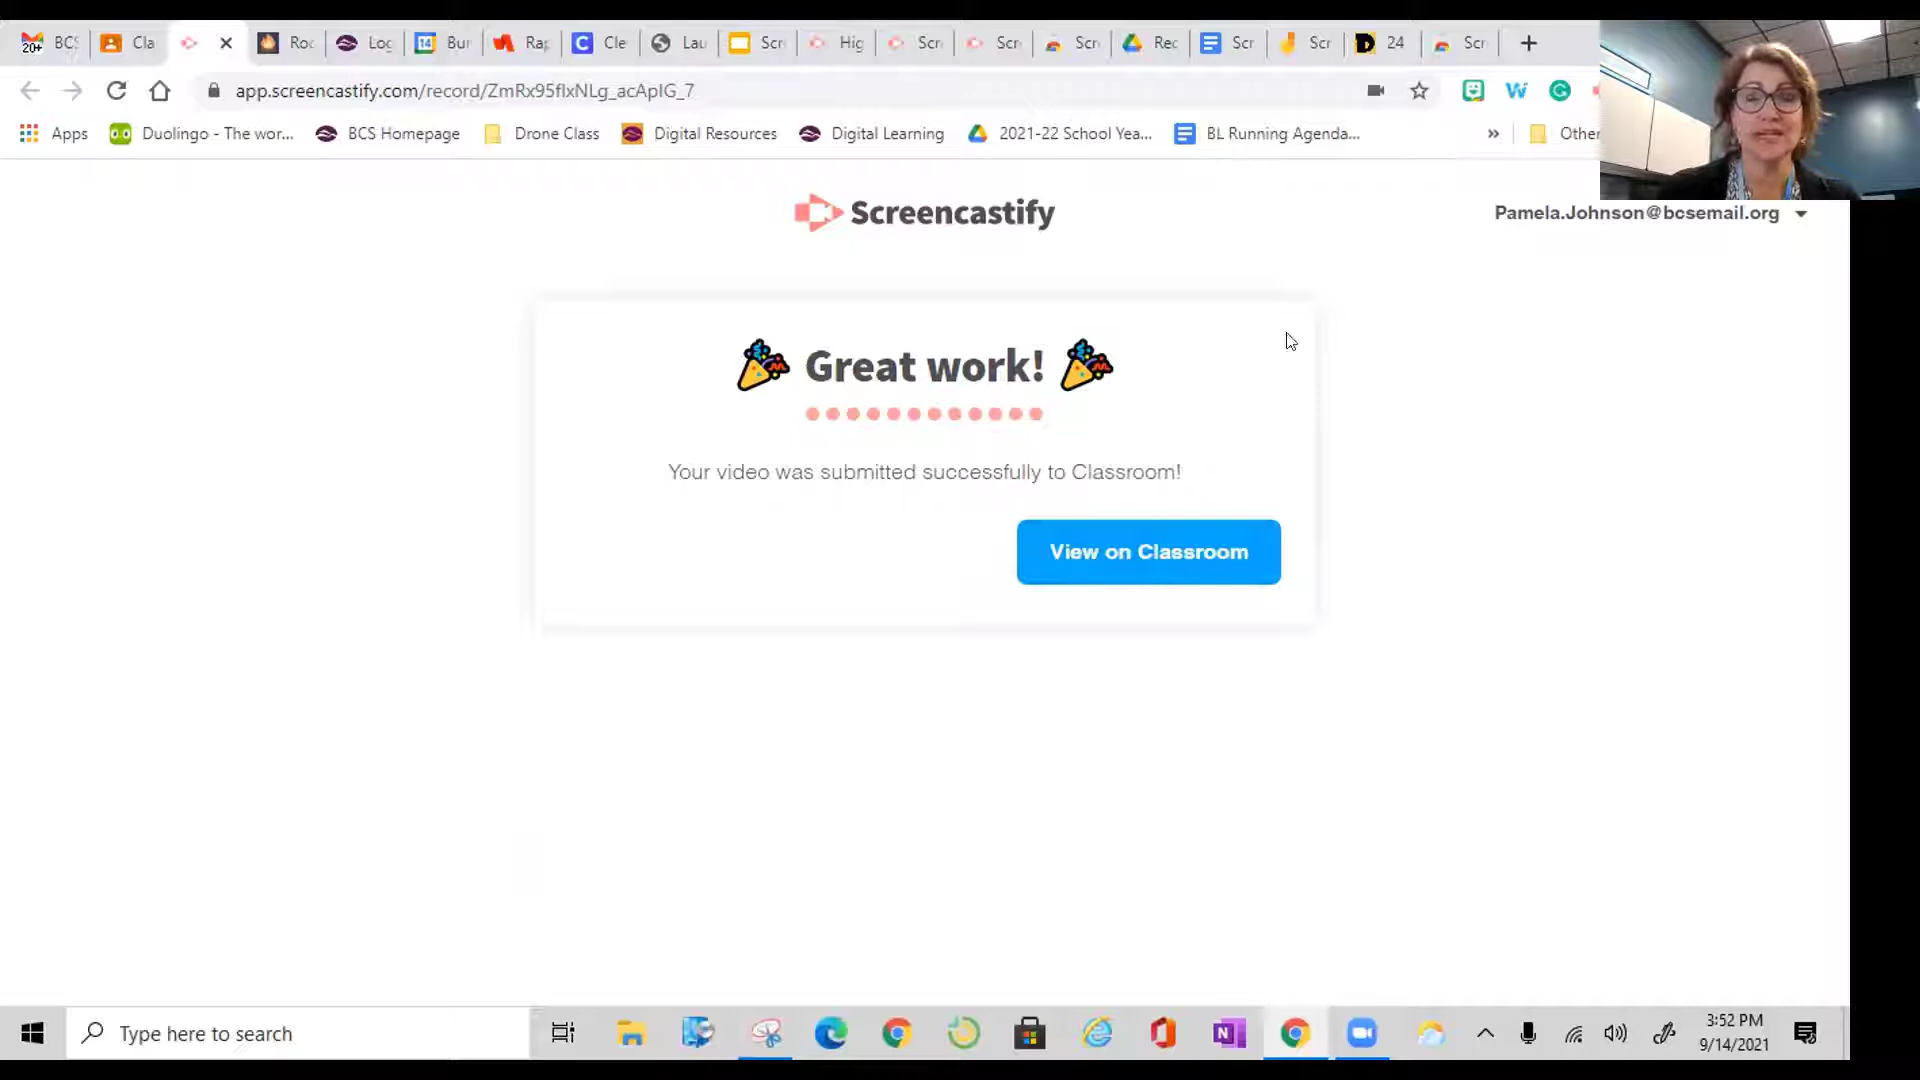 20+ BCS Cla Roc Log 14 Bur Rap C Cle Lau Scr Hig Scr Scr Scr Rec Scr Scr D 24 Scr
app.screencastify.com/record/ZmRx95flxNLg_acAplG_7 W
Apps Duolingo - The wor... BCS Homepage Drone Class Digital Resources Digital Learning 2021-22 School Yea... BL Running Agenda... » Other
Screencastify
Pamela.Johnson@bcsemail.org
Great work!
Your video was submitted successfully to Classroom!
View on Classroom
Type here to search
N
3:52 PM
9/14/2021